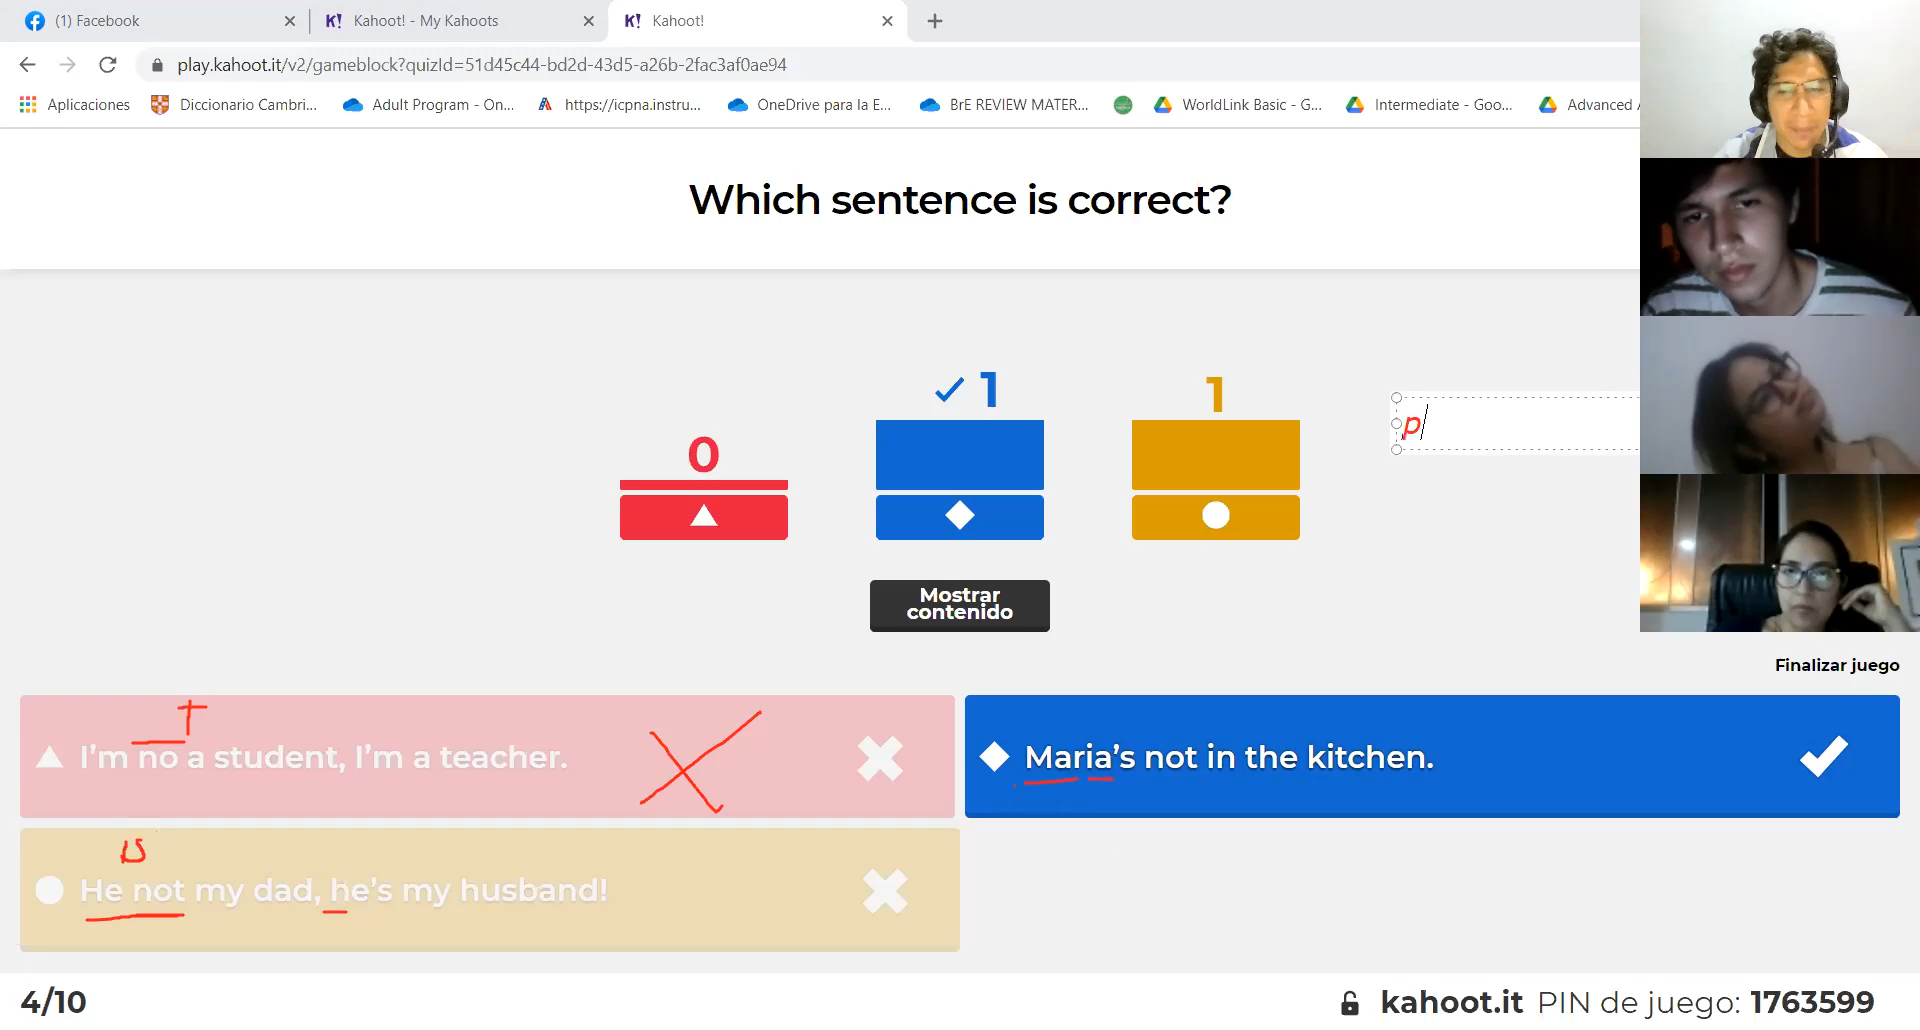 (1) Facebook
K! Kahoot! - My Kahoots
K! Kahoot!
play.kahoot.it/v2/gameblock?quizId=51d45c44-bd2d-43d5-a26b-2fac3af0ae94
Aplicaciones
Diccionario Cambri...
Adult Program - On...
https://icpna.instru...
OneDrive para la E...
BrE REVIEW MATER...
WorldLink Basic - G...
Intermediate - Goo...
Advanced A
Which sentence is correct?
0
1
1
p
Mostrar
contenido
Finalizar juego
t
I'm no a student, I'm a teacher.
Maria's not in the kitchen.
is
He not my dad, he's my husband!
4/10
kahoot.it PIN de juego: 1763599